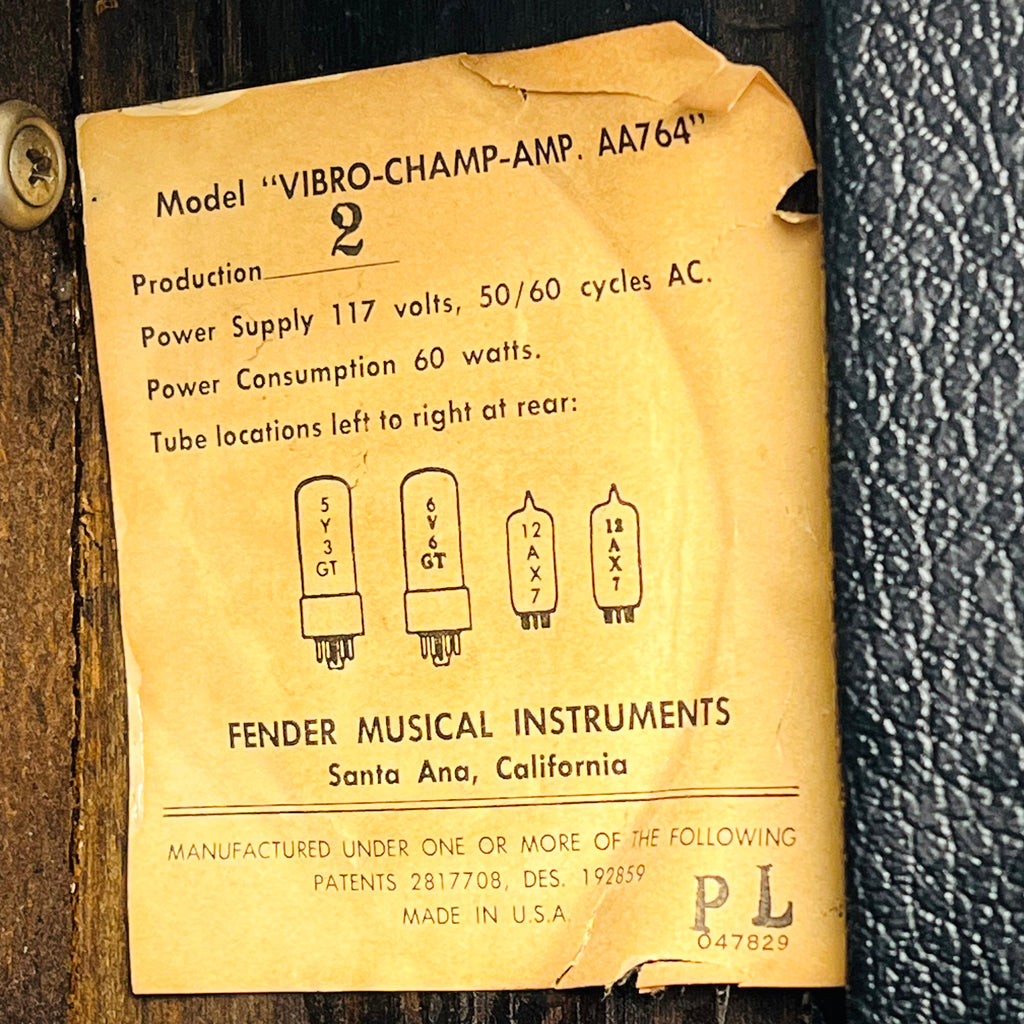 Model “VIBRO-CHAMP-AMP. AA764”
2
Production
Power Supply 117 volts, 50/60 cycles AC.
Power Consumption 60 watts.
Tube locations left to right at rear:
5Y3GT 6V6GT 12AX7 12AX7
FENDER MUSICAL INSTRUMENTS
Santa Ana, California
MANUFACTURED UNDER ONE OR MORE OF THE FOLLOWING
PATENTS 2817708, DES. 192859
MADE IN U.S.A.
PL
047829